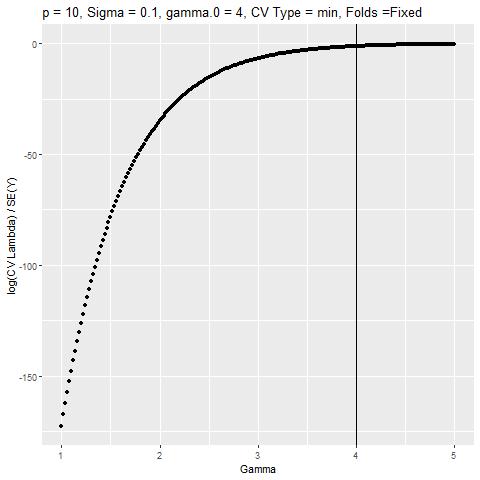 p = 10, Sigma = 0.1, gamma.0 = 4, CV Type = min, Folds =Fixed
log(CV Lambda) / SE(Y)
0
-50
-100
-150
1 2 3 4 5
Gamma